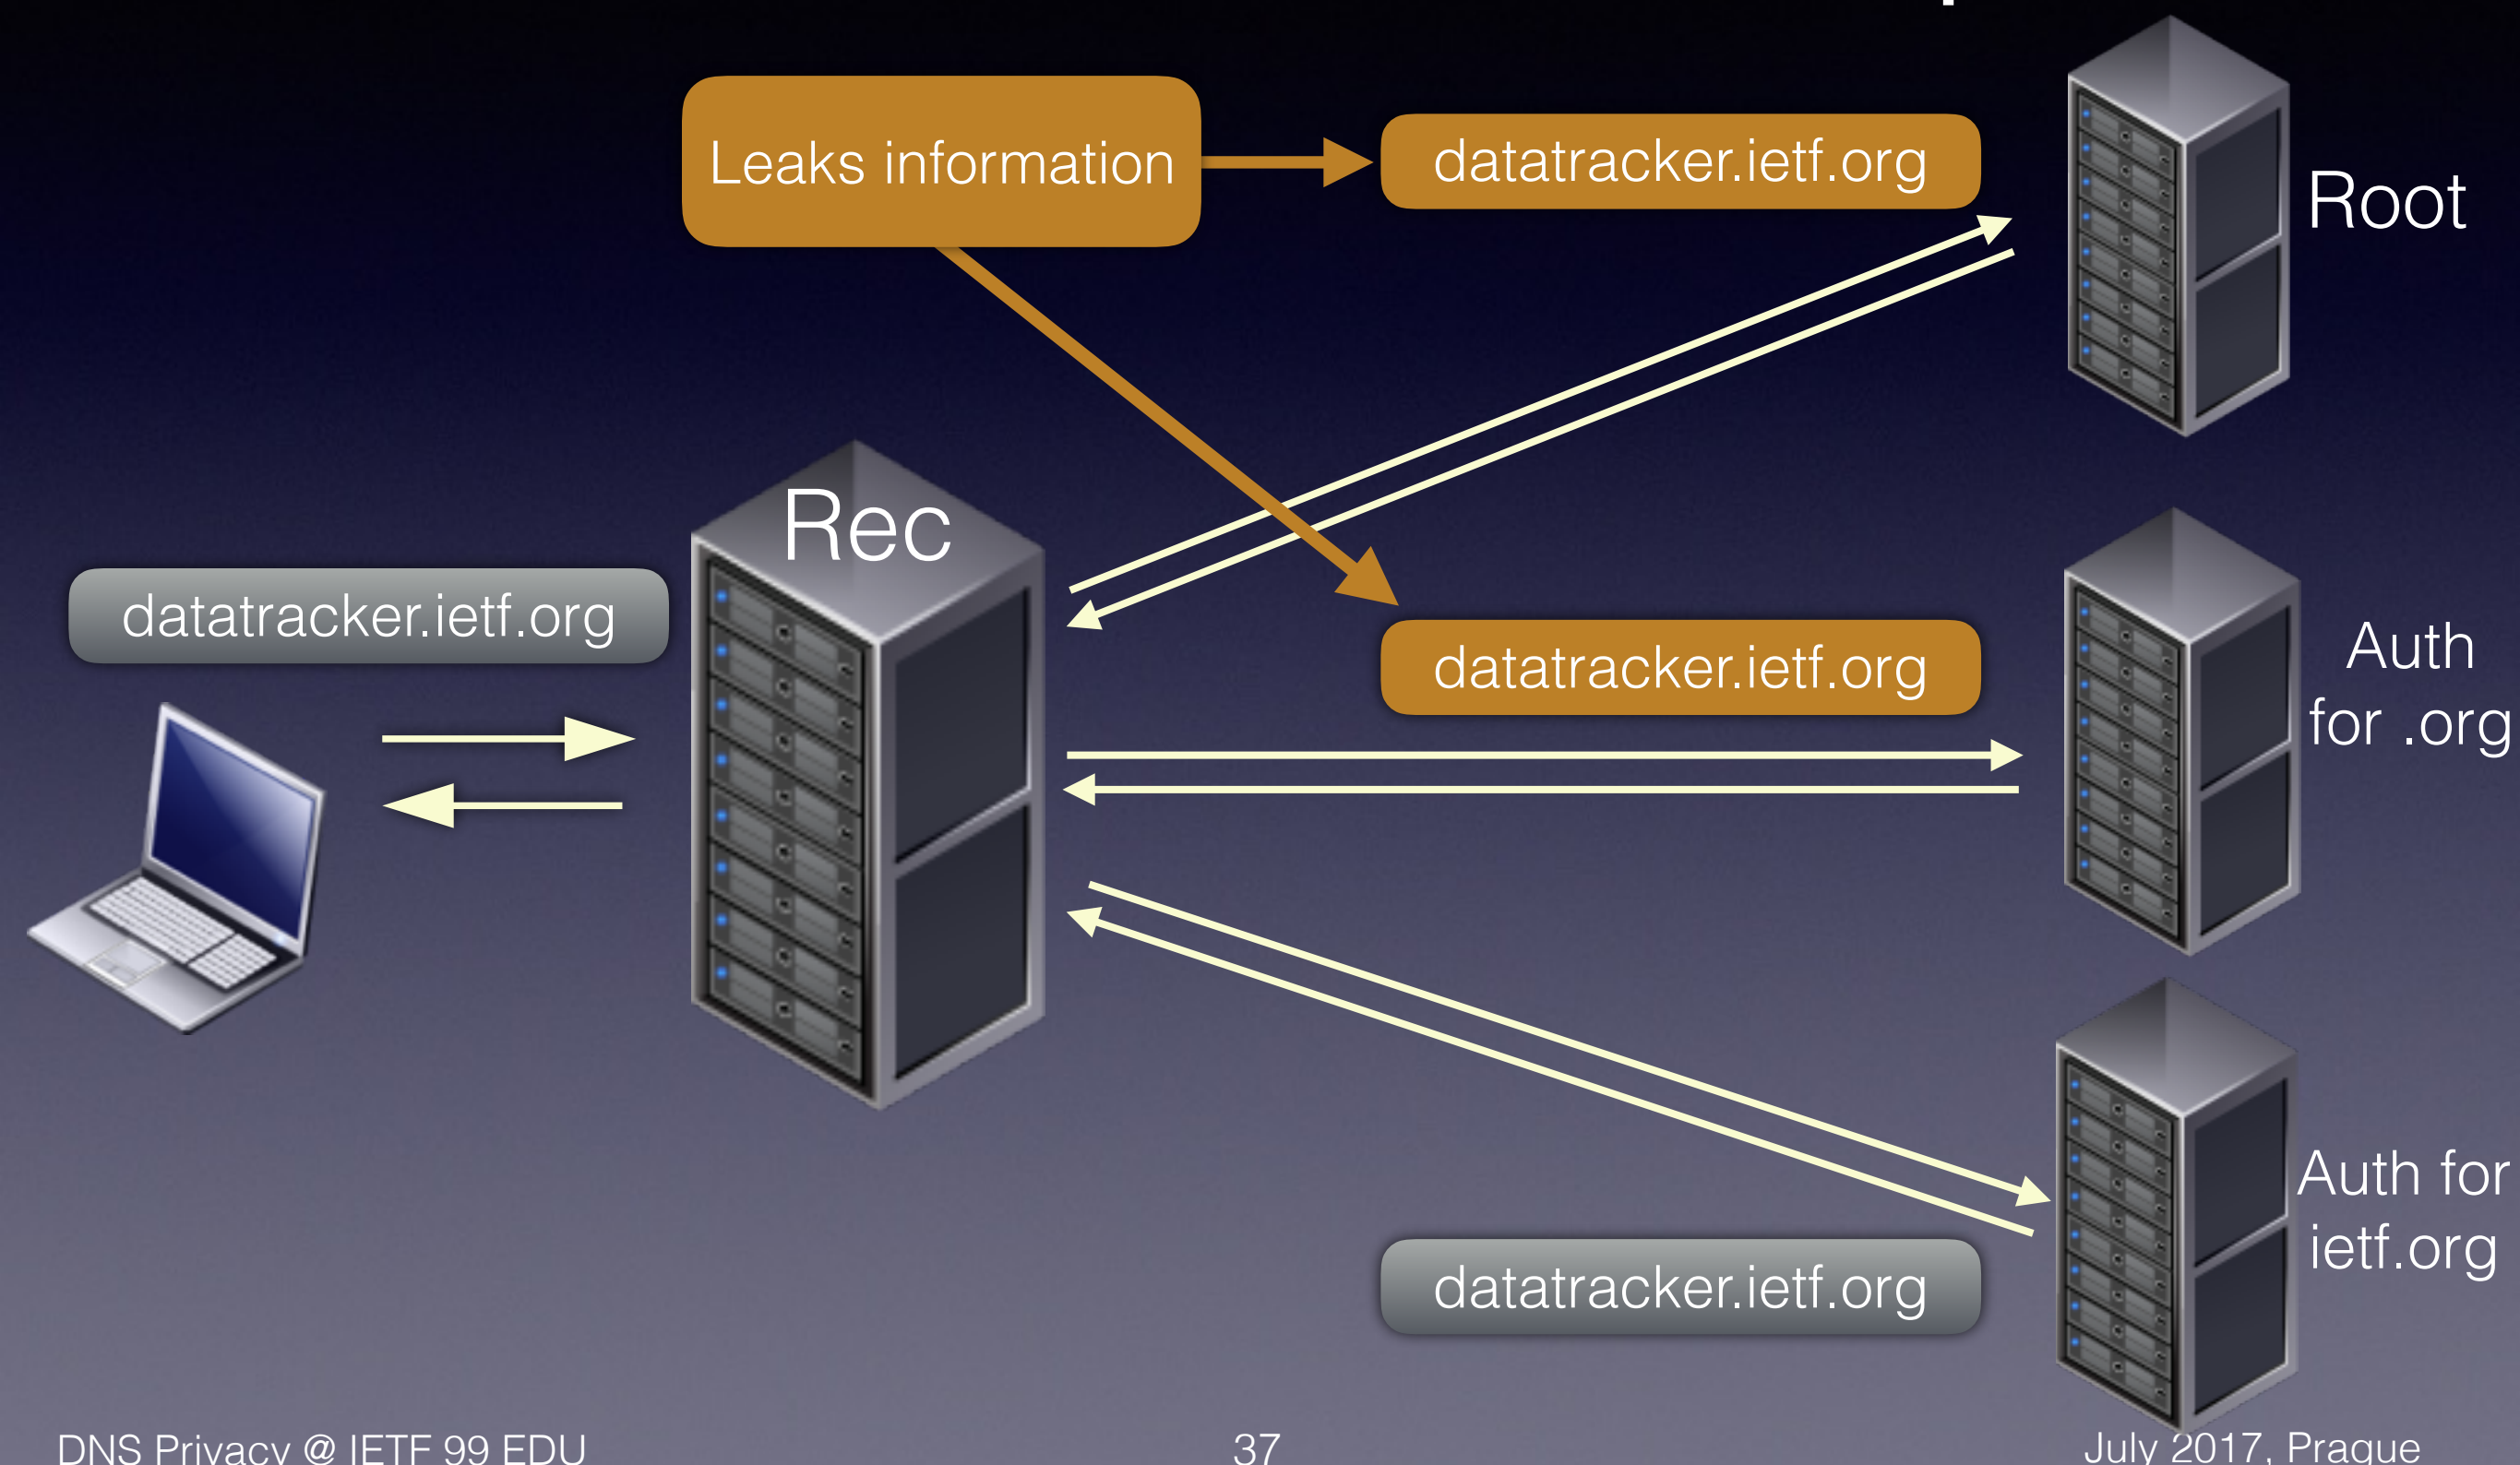 Leaks information
datatracker.ietf.org
Root
Rec
datatracker.ietf.org
datatracker.ietf.org
Auth
for .org
Auth for
ietf.org
datatracker.ietf.org
DNS Privacy @ IETF 99 EDU
37
July 2017, Prague